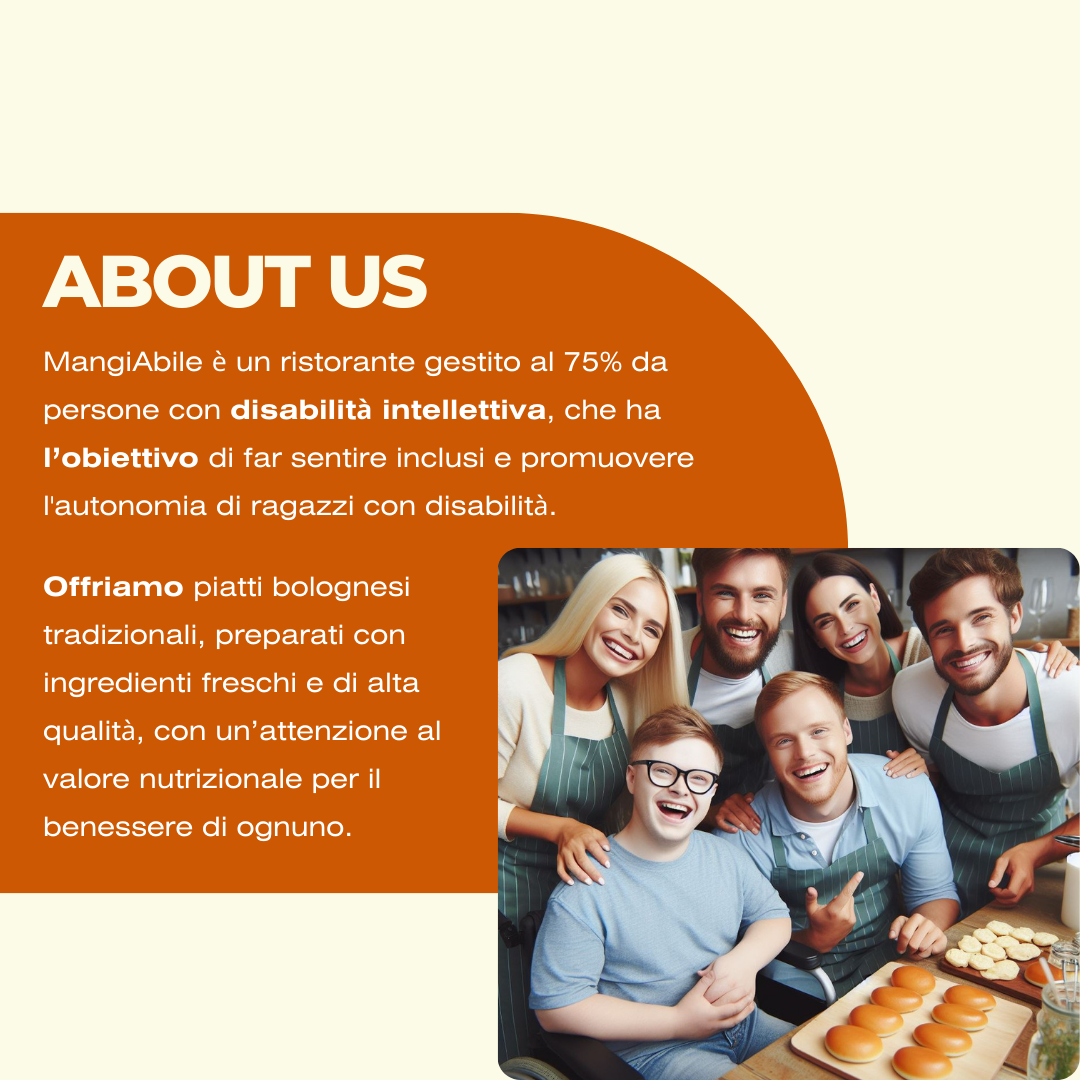 ABOUT US
MangiAbile è un ristorante gestito al 75% da
persone con disabilità intellettiva, che ha
l’obiettivo di far sentire inclusi e promuovere
l'autonomia di ragazzi con disabilità.
Offriamo piatti bolognesi
tradizionali, preparati con
ingredienti freschi e di alta
qualità, con un’attenzione al
valore nutrizionale per il
benessere di ognuno.